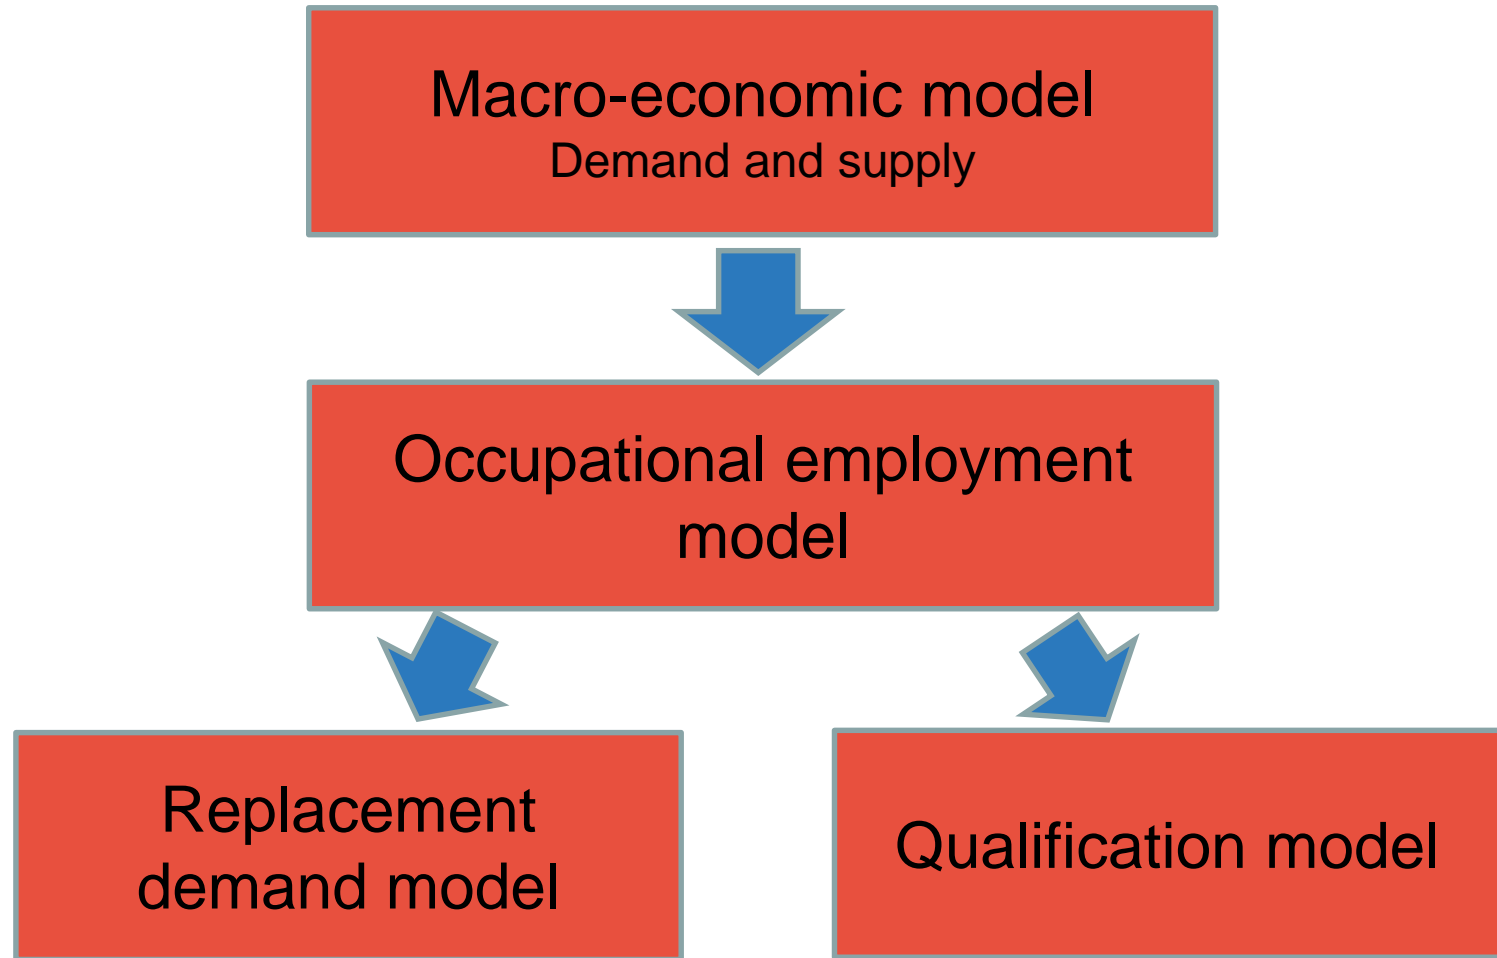 Macro-economic model
Demand and supply
Occupational employment
model
Replacement
demand model
Qualification model